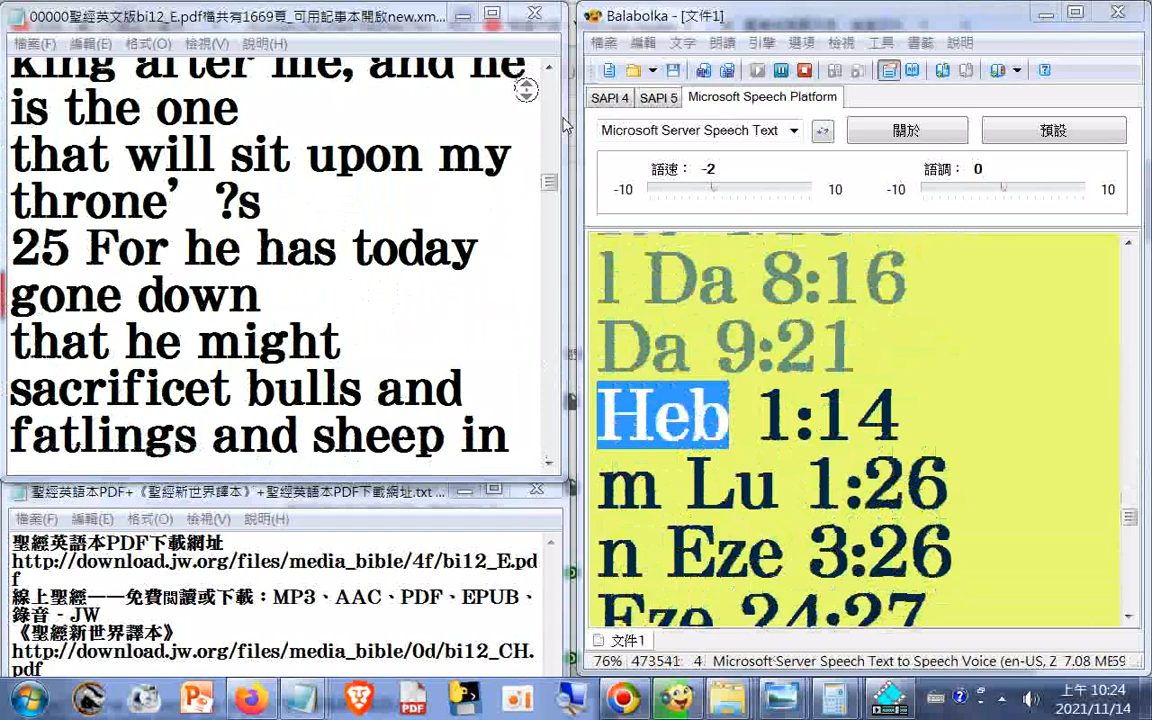 00000聖經英文版bi12_E.pdf檔共有1669頁_可用記事本開啟new.xm...
檔案(F) 編輯(E) 格式(O) 檢視(V) 說明(H)
King after me, and he
is the one
that will sit upon my
throne’ ?s
25 For he has today
gone down
that he might
sacrificet bulls and
fatlings and sheep in
聖經英語本PDF+《聖經新世界譯本》+聖經英語本PDF下載網址.txt ...
檔案(F) 編輯(E) 格式(O) 檢視(V) 說明(H)
聖經英語本PDF下載網址
http://download.jw.org/files/media_bible/4f/bi12_E.pd
f
線上聖經——免費閱讀或下載：MP3、AAC、PDF、EPUB、
錄音 - JW
《聖經新世界譯本》
http://download.jw.org/files/media_bible/0d/bi12_CH.
pdf
Balabolka - [文件1]
檔案 編輯 文字 朗讀 引擎 選項 檢視 工具 書籤 說明
SAPI 4 SAPI 5 Microsoft Speech Platform
Microsoft Server Speech Text 關於 預設
語速： -2 語調： 0
-10 10 -10 10
l Da 8:16
Da 9:21
Heb 1:14
m Lu 1:26
n Eze 3:26
Eze 24:27
文件1
76% 473541: 4 Microsoft Server Speech Text to Speech Voice (en-US, Z 7.08 ME59
PDF
上午 10:24
2021/11/14